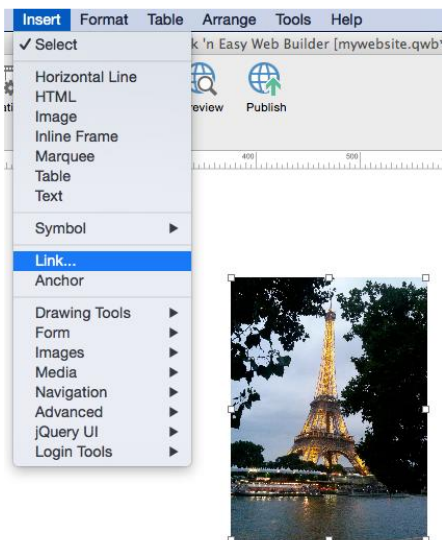 Insert Format Table Arrange Tools Help
✓ Select
k 'n Easy Web Builder [mywebsite.qwb
Horizontal Line
HTML
Image
Inline Frame
Marquee
Table
Text
Symbol
Link...
Anchor
Drawing Tools
Form
Images
Media
Navigation
Advanced
jQuery UI
Login Tools
eview Publish
400 500